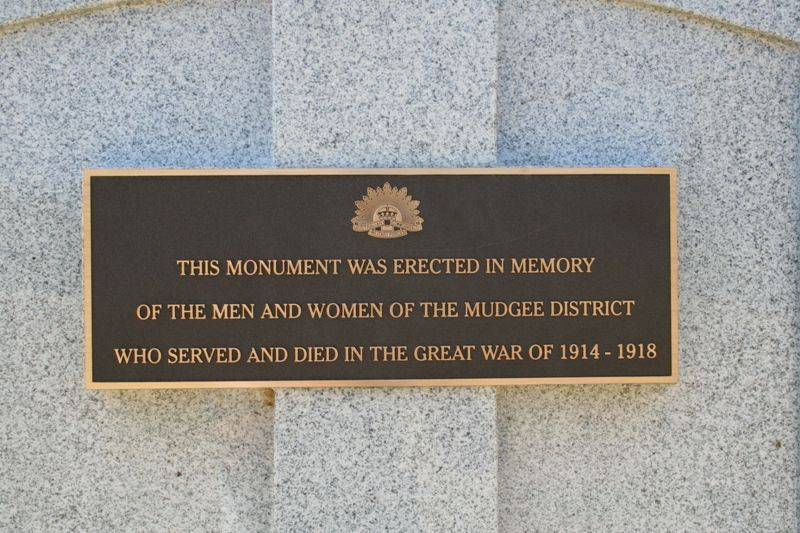 THIS MONUMENT WAS ERECTED IN MEMORY
OF THE MEN AND WOMEN OF THE MUDGEE DISTRICT
WHO SERVED AND DIED IN THE GREAT WAR OF 1914 - 1918